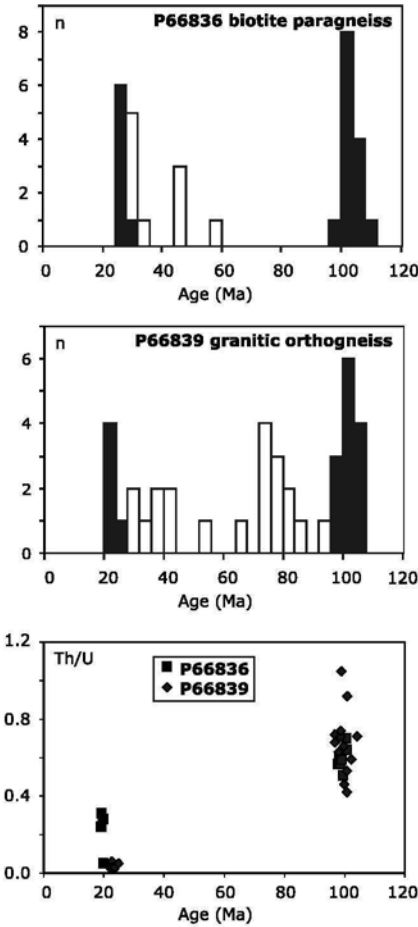 n P66836 biotite paragneiss
8
6
4
2
0
0 20 40 60 80 100 120
Age (Ma)
n P66839 granitic orthogneiss
6
4
2
0
0 20 40 60 80 100 120
Age (Ma)
1.2
Th/U
P66836
P66839
0.8
0.4
0.0
0 20 40 60 80 100 120
Age (Ma)